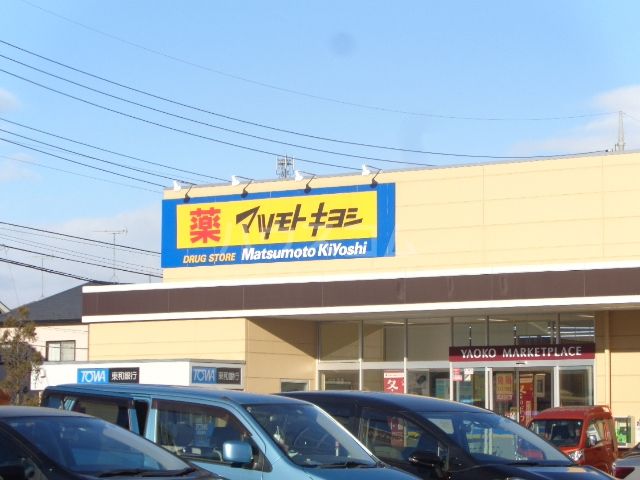 薬 マツモトキヨシ
DRUG STORE Matsumoto KiYoshi
YAOKO MARKETPLACE
TOWA 東和銀行
TOWA 東和銀行
冬